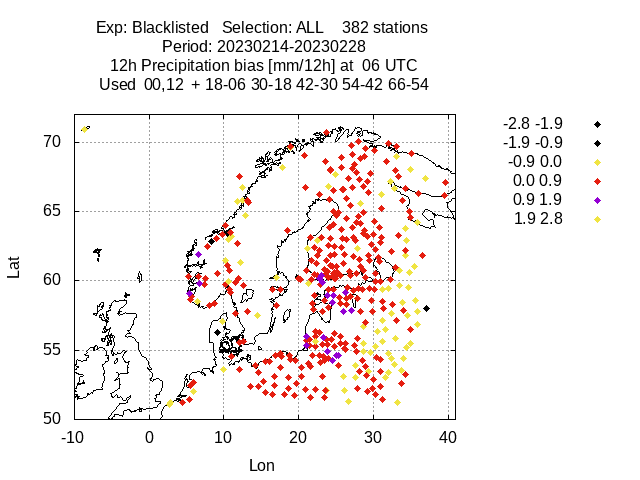 Exp: Blacklisted Selection: ALL 382 stations
Period: 20230214-20230228
12h Precipitation bias [mm/12h] at 06 UTC
Used 00,12 + 18-06 30-18 42-30 54-42 66-54
-2.8 -1.9
-1.9 -0.9
-0.9 0.0
0.0 0.9
0.9 1.9
1.9 2.8
70
65
60
55
50
Lat
-10 0 10 20 30 40
Lon